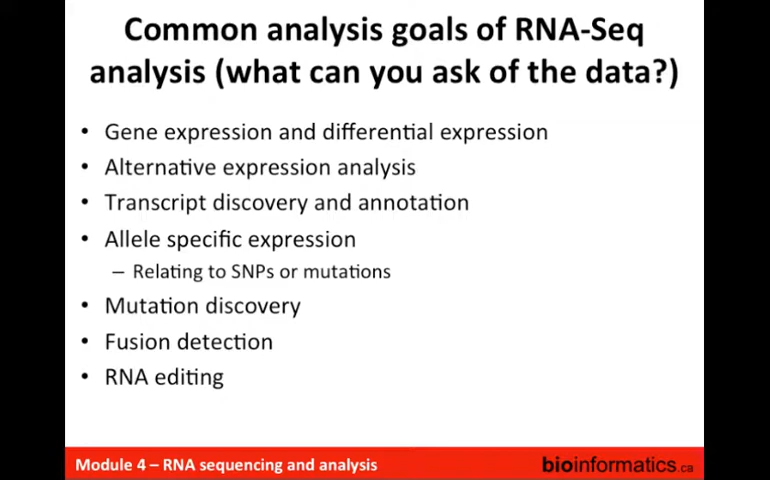 Common analysis goals of RNA-Seq
analysis (what can you ask of the data?)
• Gene expression and differential expression
• Alternative expression analysis
• Transcript discovery and annotation
• Allele specific expression
– Relating to SNPs or mutations
• Mutation discovery
• Fusion detection
• RNA editing
Module 4 – RNA sequencing and analysis
bioinformatics.ca